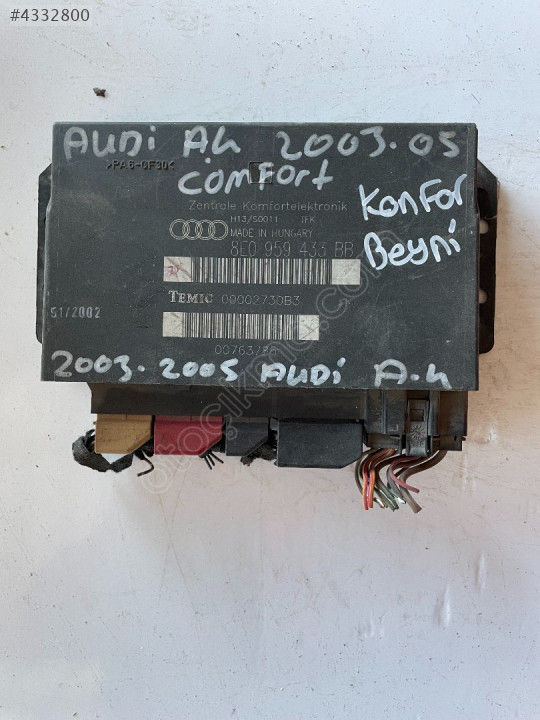 #4332800
AUDi A4 2003.05
>PA6-GF30<
COMFORT
Zentrale Komfortelektronik
H13/S0011
MADE IN HUNGARY
8E0 959 433 BB
KonFor
Beyni
TEMIC 00002730B3
51/2002
2003.2005 AUDi A.4